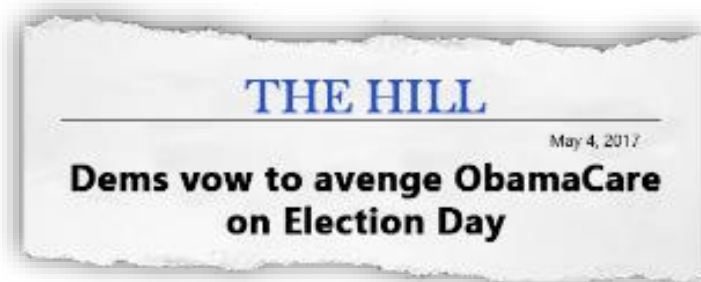 THE HILL
May 4, 2017
Dems vow to avenge ObamaCare
on Election Day